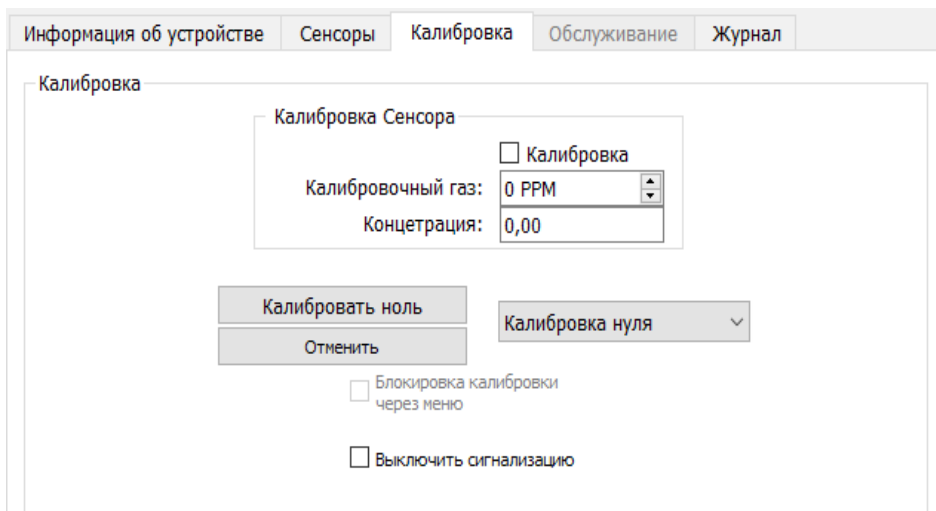 Информация об устройстве Сенсоры Калибровка Обслуживание Журнал
Калибровка
Калибровка Сенсора
Калибровка
Калибровочный газ: 0 PPM
Концетрация: 0,00
Калибровать ноль
Калибровка нуля
Отменить
Блокировка калибровки
через меню
Выключить сигнализацию